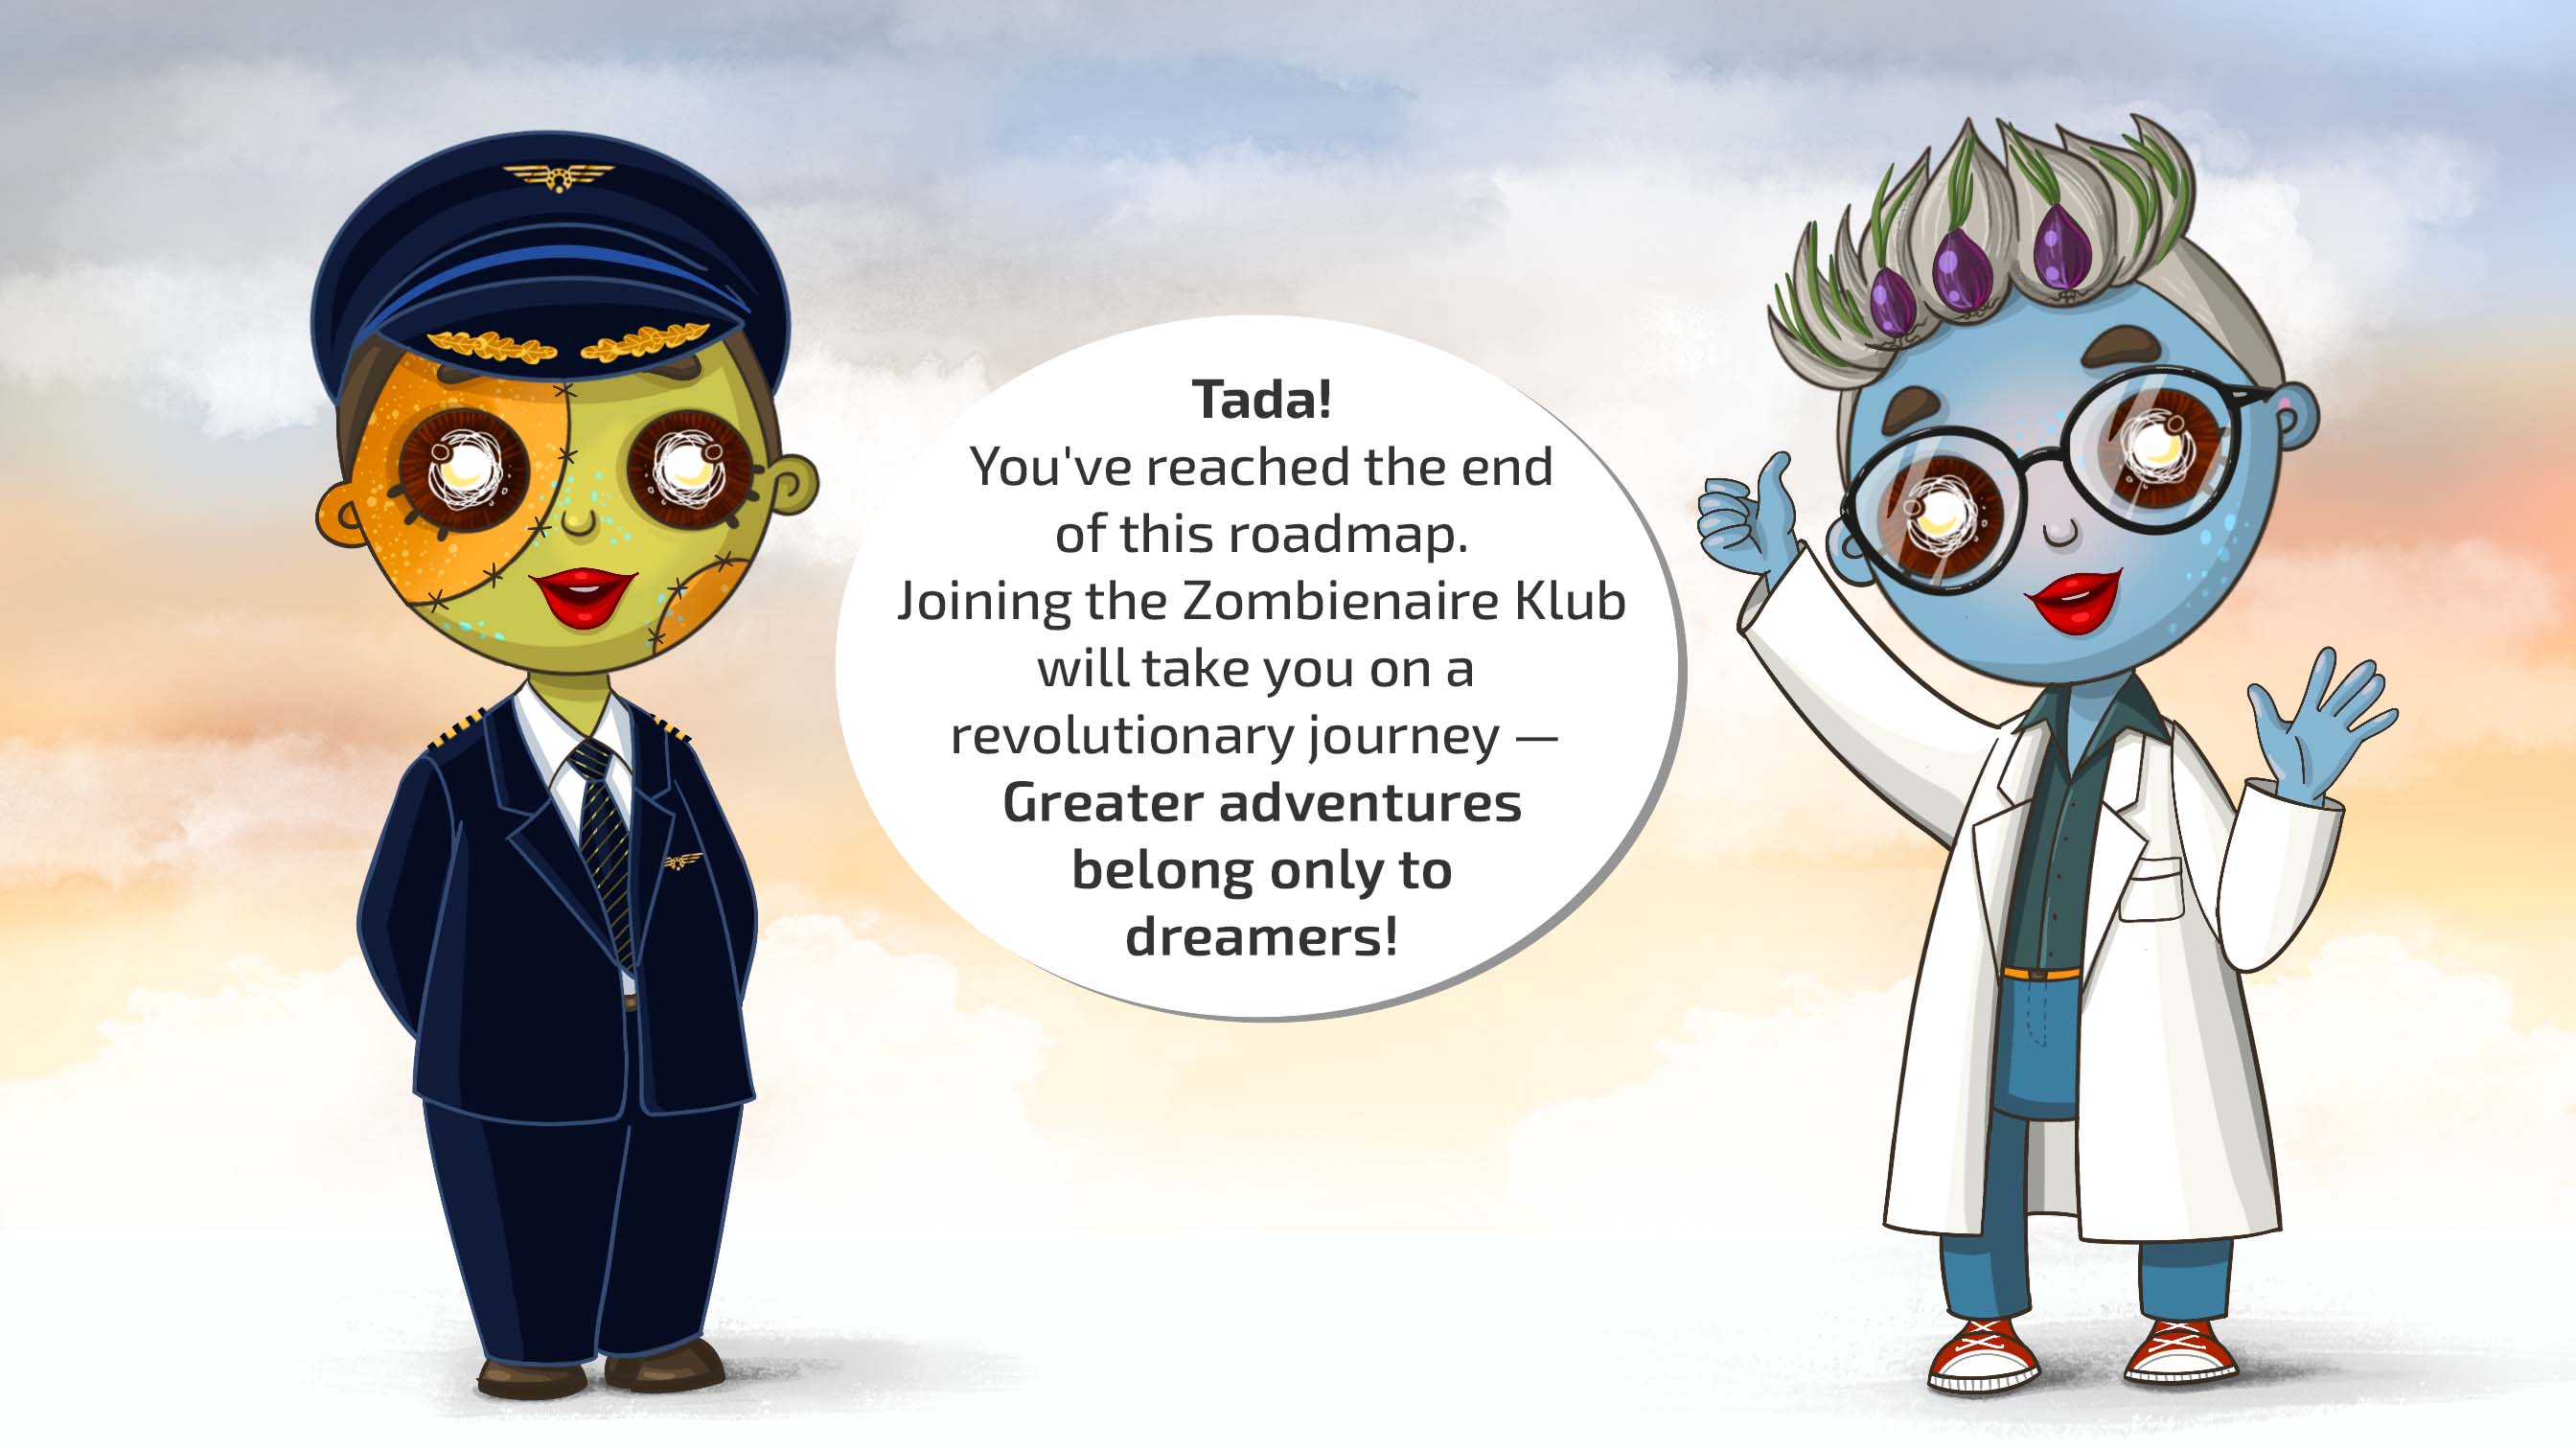 Tada!
You've reached the end
of this roadmap.
Joining the Zombienaire Klub
will take you on a
revolutionary journey —
Greater adventures
belong only to
dreamers!